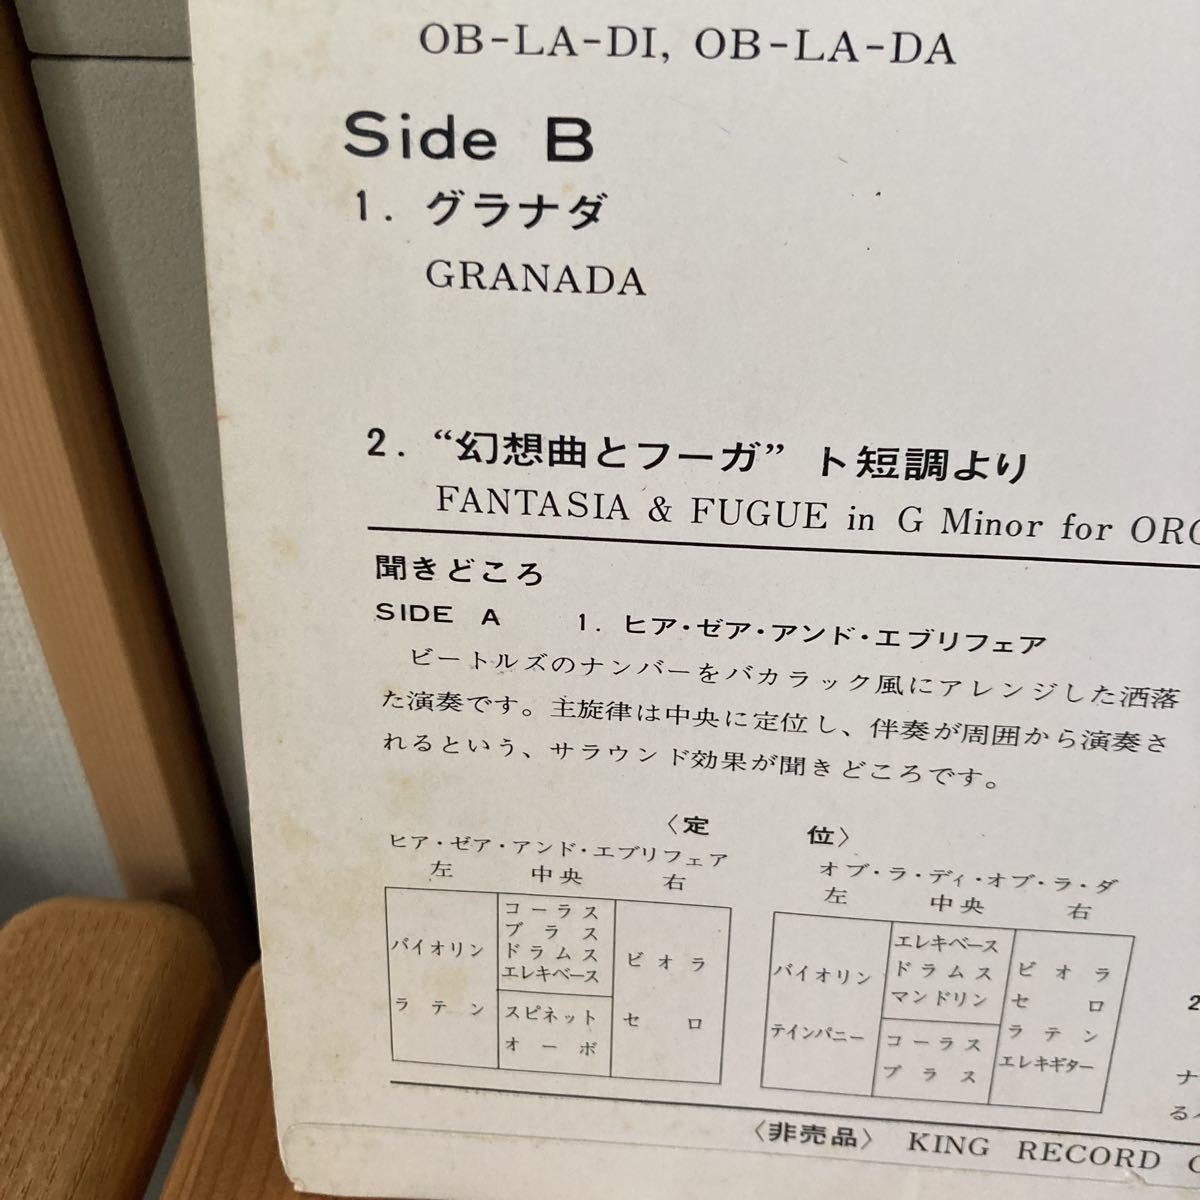 OB-LA-DI, OB-LA-DA
Side B
1. グラナダ
GRANADA
2. “幻想曲とフーガ” ト短調より
FANTASIA & FUGUE in G Minor for
聞きどころ
SIDE A 1. ヒア・ゼア・アンド・エブリフェア
ビートルズのナンバーをバカラック風にアレンジした洒落
た演奏です。主旋律は中央に定位し、伴奏が周囲から演奏さ
れるという、サラウンド効果が聞きどころです。
〈定 位〉
ヒア・ゼア・アンド・エブリフェア
左 中央 右
バイオリン
ラテン
コーラス
ブラス
ドラムス
エレキベース
スピネット
オーボ
ビオラ
セロ
オブ・ラ・ディ・オブ・ラ・ダ
左 中央 右
バイオリン
テインパニー
エレキベース
ドラムス
マンドリン
コーラス
ブラス
ビオラ
セロ
ラテン
エレキギター
2
ナ
る
〈非売品〉 KING RECORD